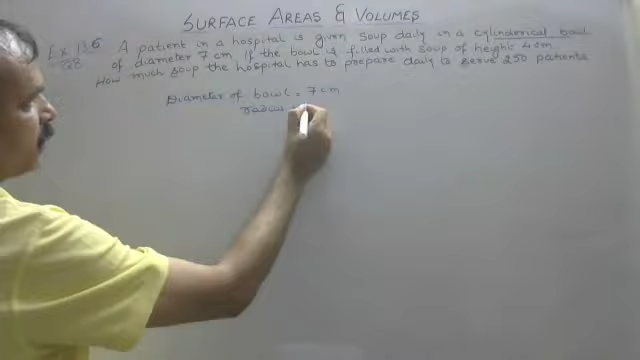 SURFACE AREAS & VOLUMES
Ex 13.6 A patient in a hospital is given soup daily in a cylinderical bowl
Q8 of diameter 7 cm If the bowl is filled with soup of height 4 cm
How much soup the hospital has to prepare daily to serve 250 patients
Diameter of bowl = 7 cm
radius